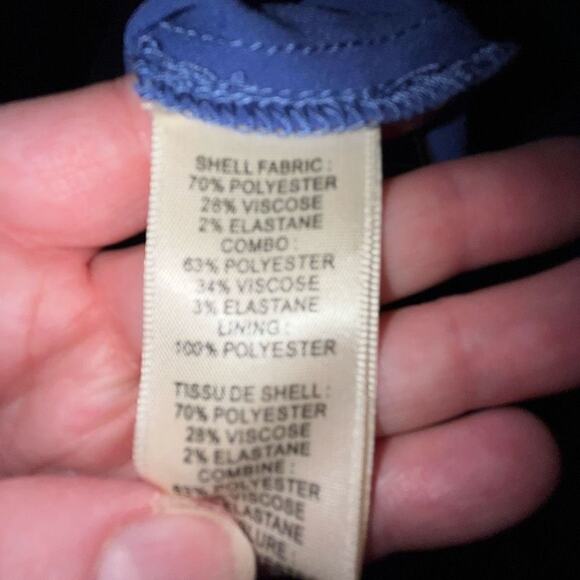 SHELL FABRIC :
70% POLYESTER
28% VISCOSE
2% ELASTANE
COMBO :
63% POLYESTER
34% VISCOSE
3% ELASTANE
LINING :
100% POLYESTER
TISSU DE SHELL :
70% POLYESTER
28% VISCOSE
2% ELASTANE
COMBINE :
POLYESTER
VISCOSE